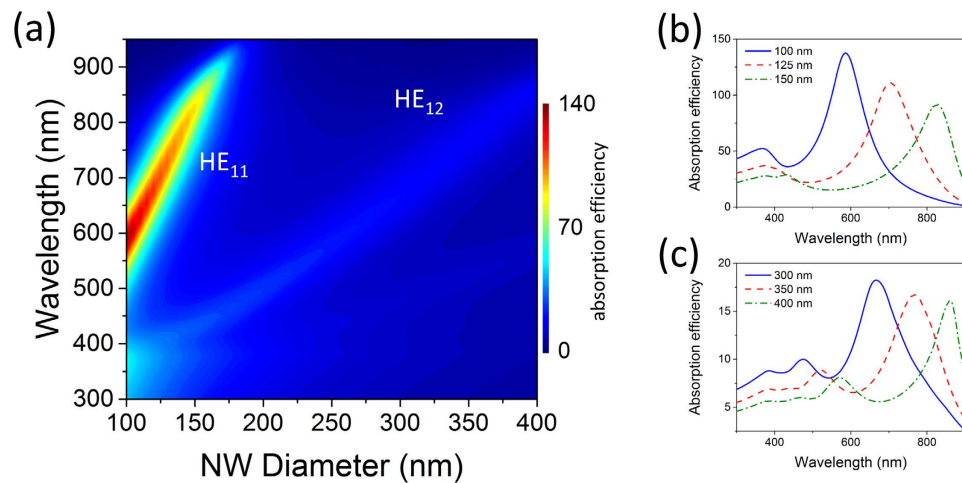 (a)
Wavelength (nm)
900
800
700
600
500
400
300
100
150
200
250
300
350
400
NW Diameter (nm)
HE11
HE12
140
70
0
absorption efficiency
(b)
Absorption efficiency
150
100
50
0
100 nm
125 nm
150 nm
400
600
800
Wavelength (nm)
(c)
Absorption efficiency
20
15
10
5
300 nm
350 nm
400 nm
400
600
800
Wavelength (nm)